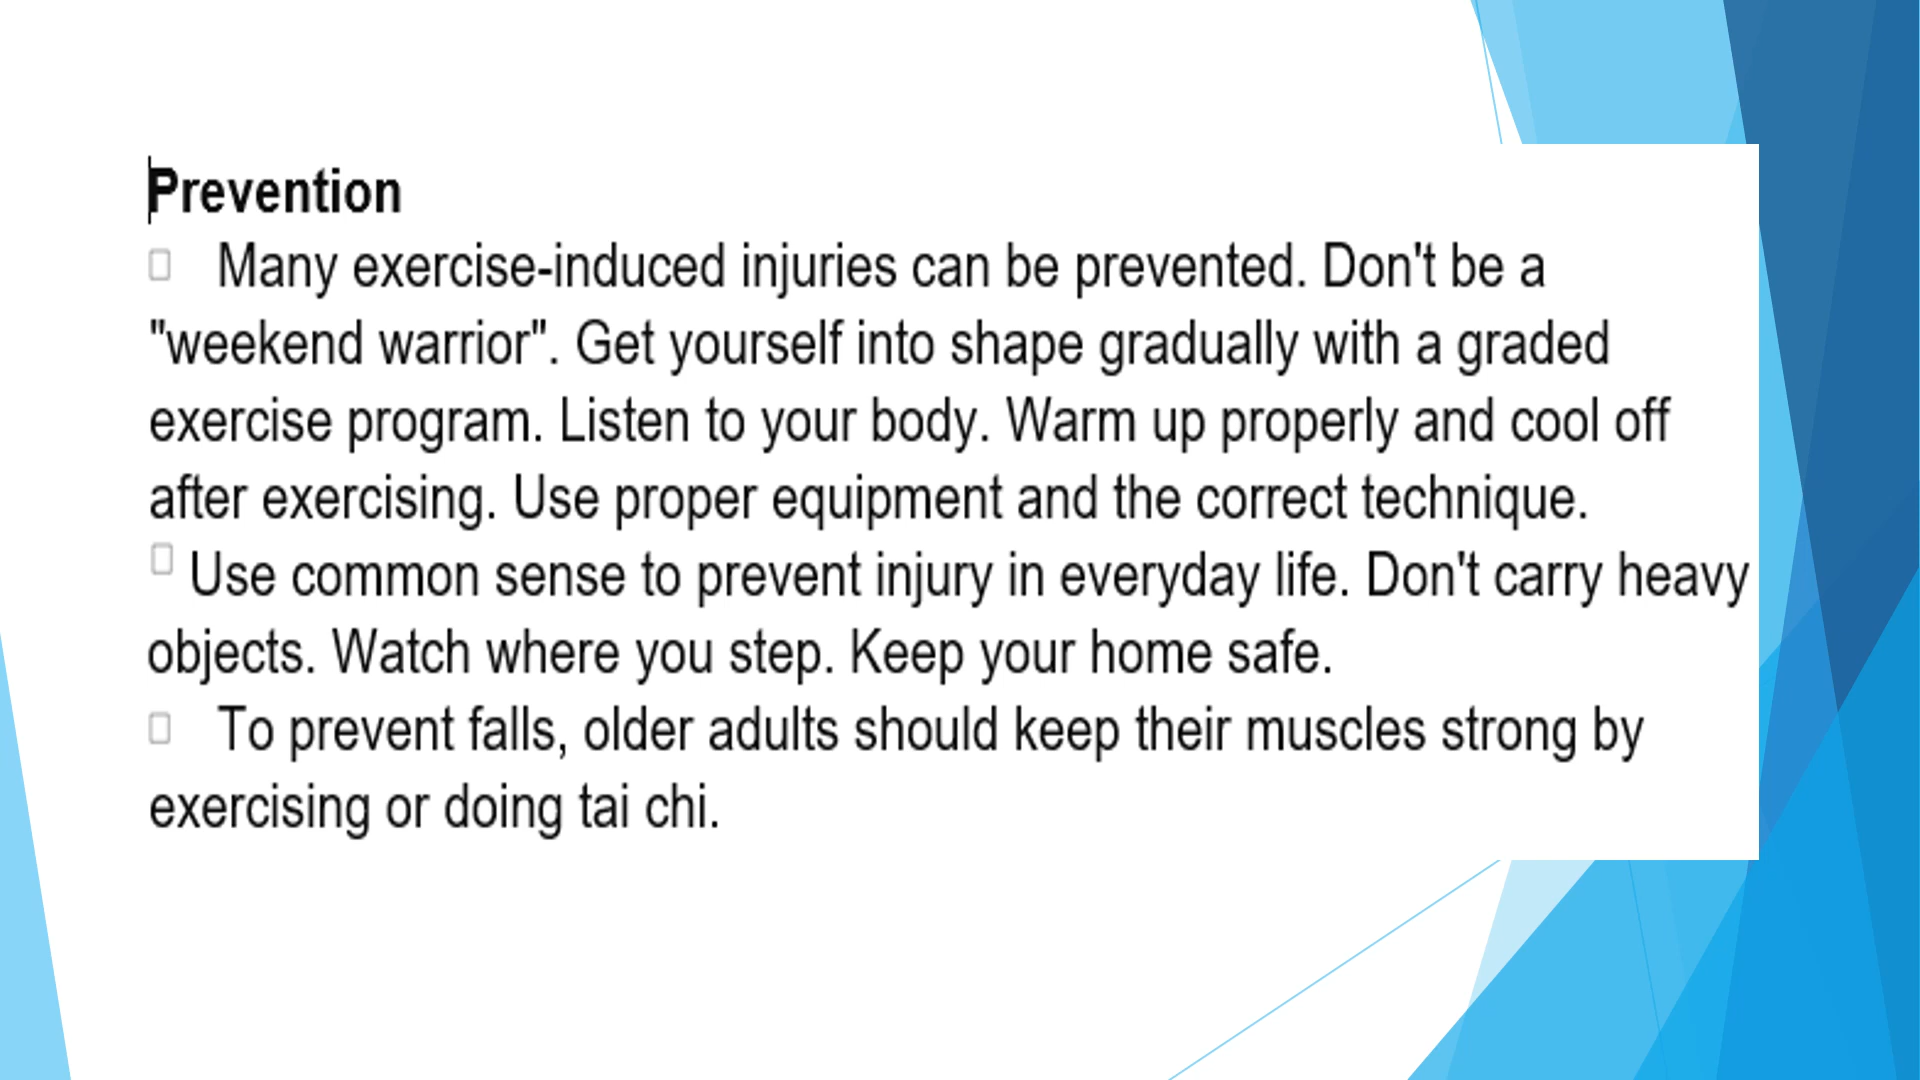 Prevention
Many exercise-induced injuries can be prevented. Don't be a
"weekend warrior". Get yourself into shape gradually with a graded
exercise program. Listen to your body. Warm up properly and cool off
after exercising. Use proper equipment and the correct technique.
Use common sense to prevent injury in everyday life. Don't carry heavy
objects. Watch where you step. Keep your home safe.
To prevent falls, older adults should keep their muscles strong by
exercising or doing tai chi.